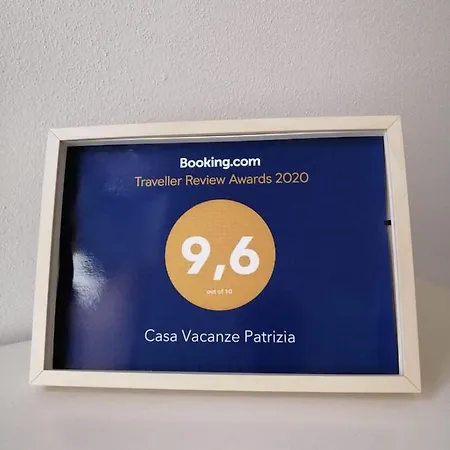 Booking.com
Traveller Review Awards 2020
9,6
out of 10
Casa Vacanze Patrizia